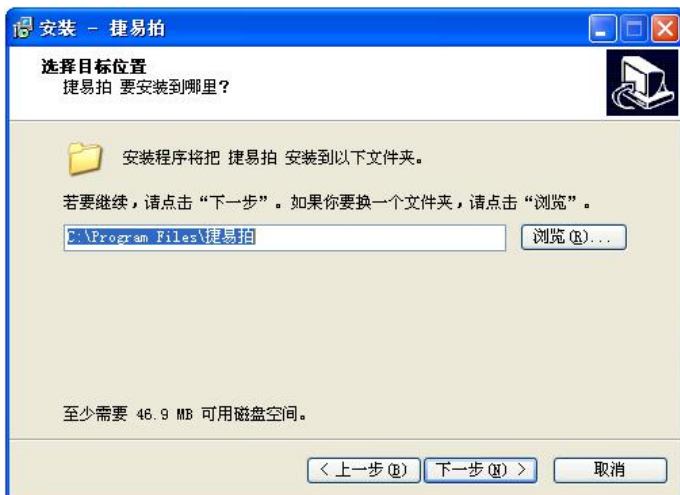 安装 - 捷易拍
选择目标位置
捷易拍 要安装到哪里?
安装程序将把 捷易拍 安装到以下文件夹。
若要继续,请点击“下一步”。如果你要换一个文件夹,请点击“浏览”。
C:\Program Files\捷易拍
浏览(R)...
至少需要 46.9 MB 可用磁盘空间。
< 上一步(B) 下一步(N) > 取消